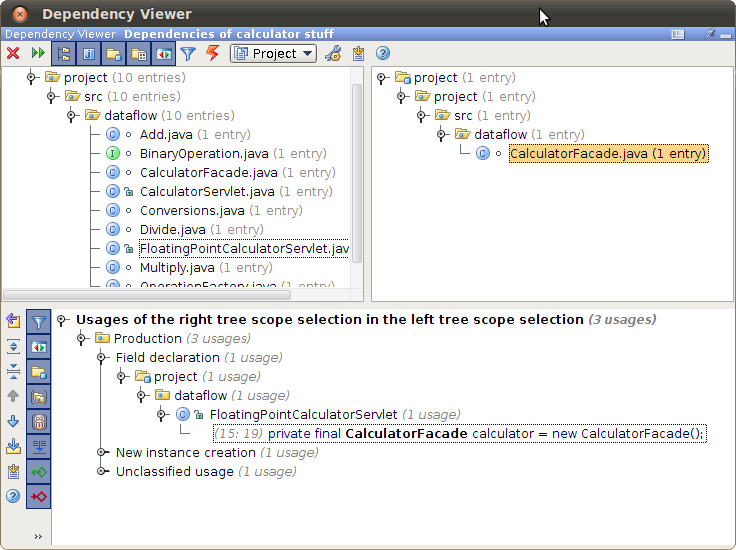 Dependency Viewer
Dependency Viewer Dependencies of calculator stuff
Project
project (10 entries)
src (10 entries)
dataflow (10 entries)
C Add.java (1 entry)
I BinaryOperation.java (1 entry)
C CalculatorFacade.java (1 entry)
C CalculatorServlet.java (1 entry)
C Conversions.java (1 entry)
C Divide.java (1 entry)
C FloatingPointCalculatorServlet.jav
C Multiply.java (1 entry)
C OperationFactory.java (1 entry)
project (1 entry)
project (1 entry)
src (1 entry)
dataflow (1 entry)
C CalculatorFacade.java (1 entry)
Usages of the right tree scope selection in the left tree scope selection (3 usages)
Production (3 usages)
Field declaration (1 usage)
project (1 usage)
dataflow (1 usage)
C FloatingPointCalculatorServlet (1 usage)
(15: 19) private final CalculatorFacade calculator = new CalculatorFacade();
New instance creation (1 usage)
Unclassified usage (1 usage)